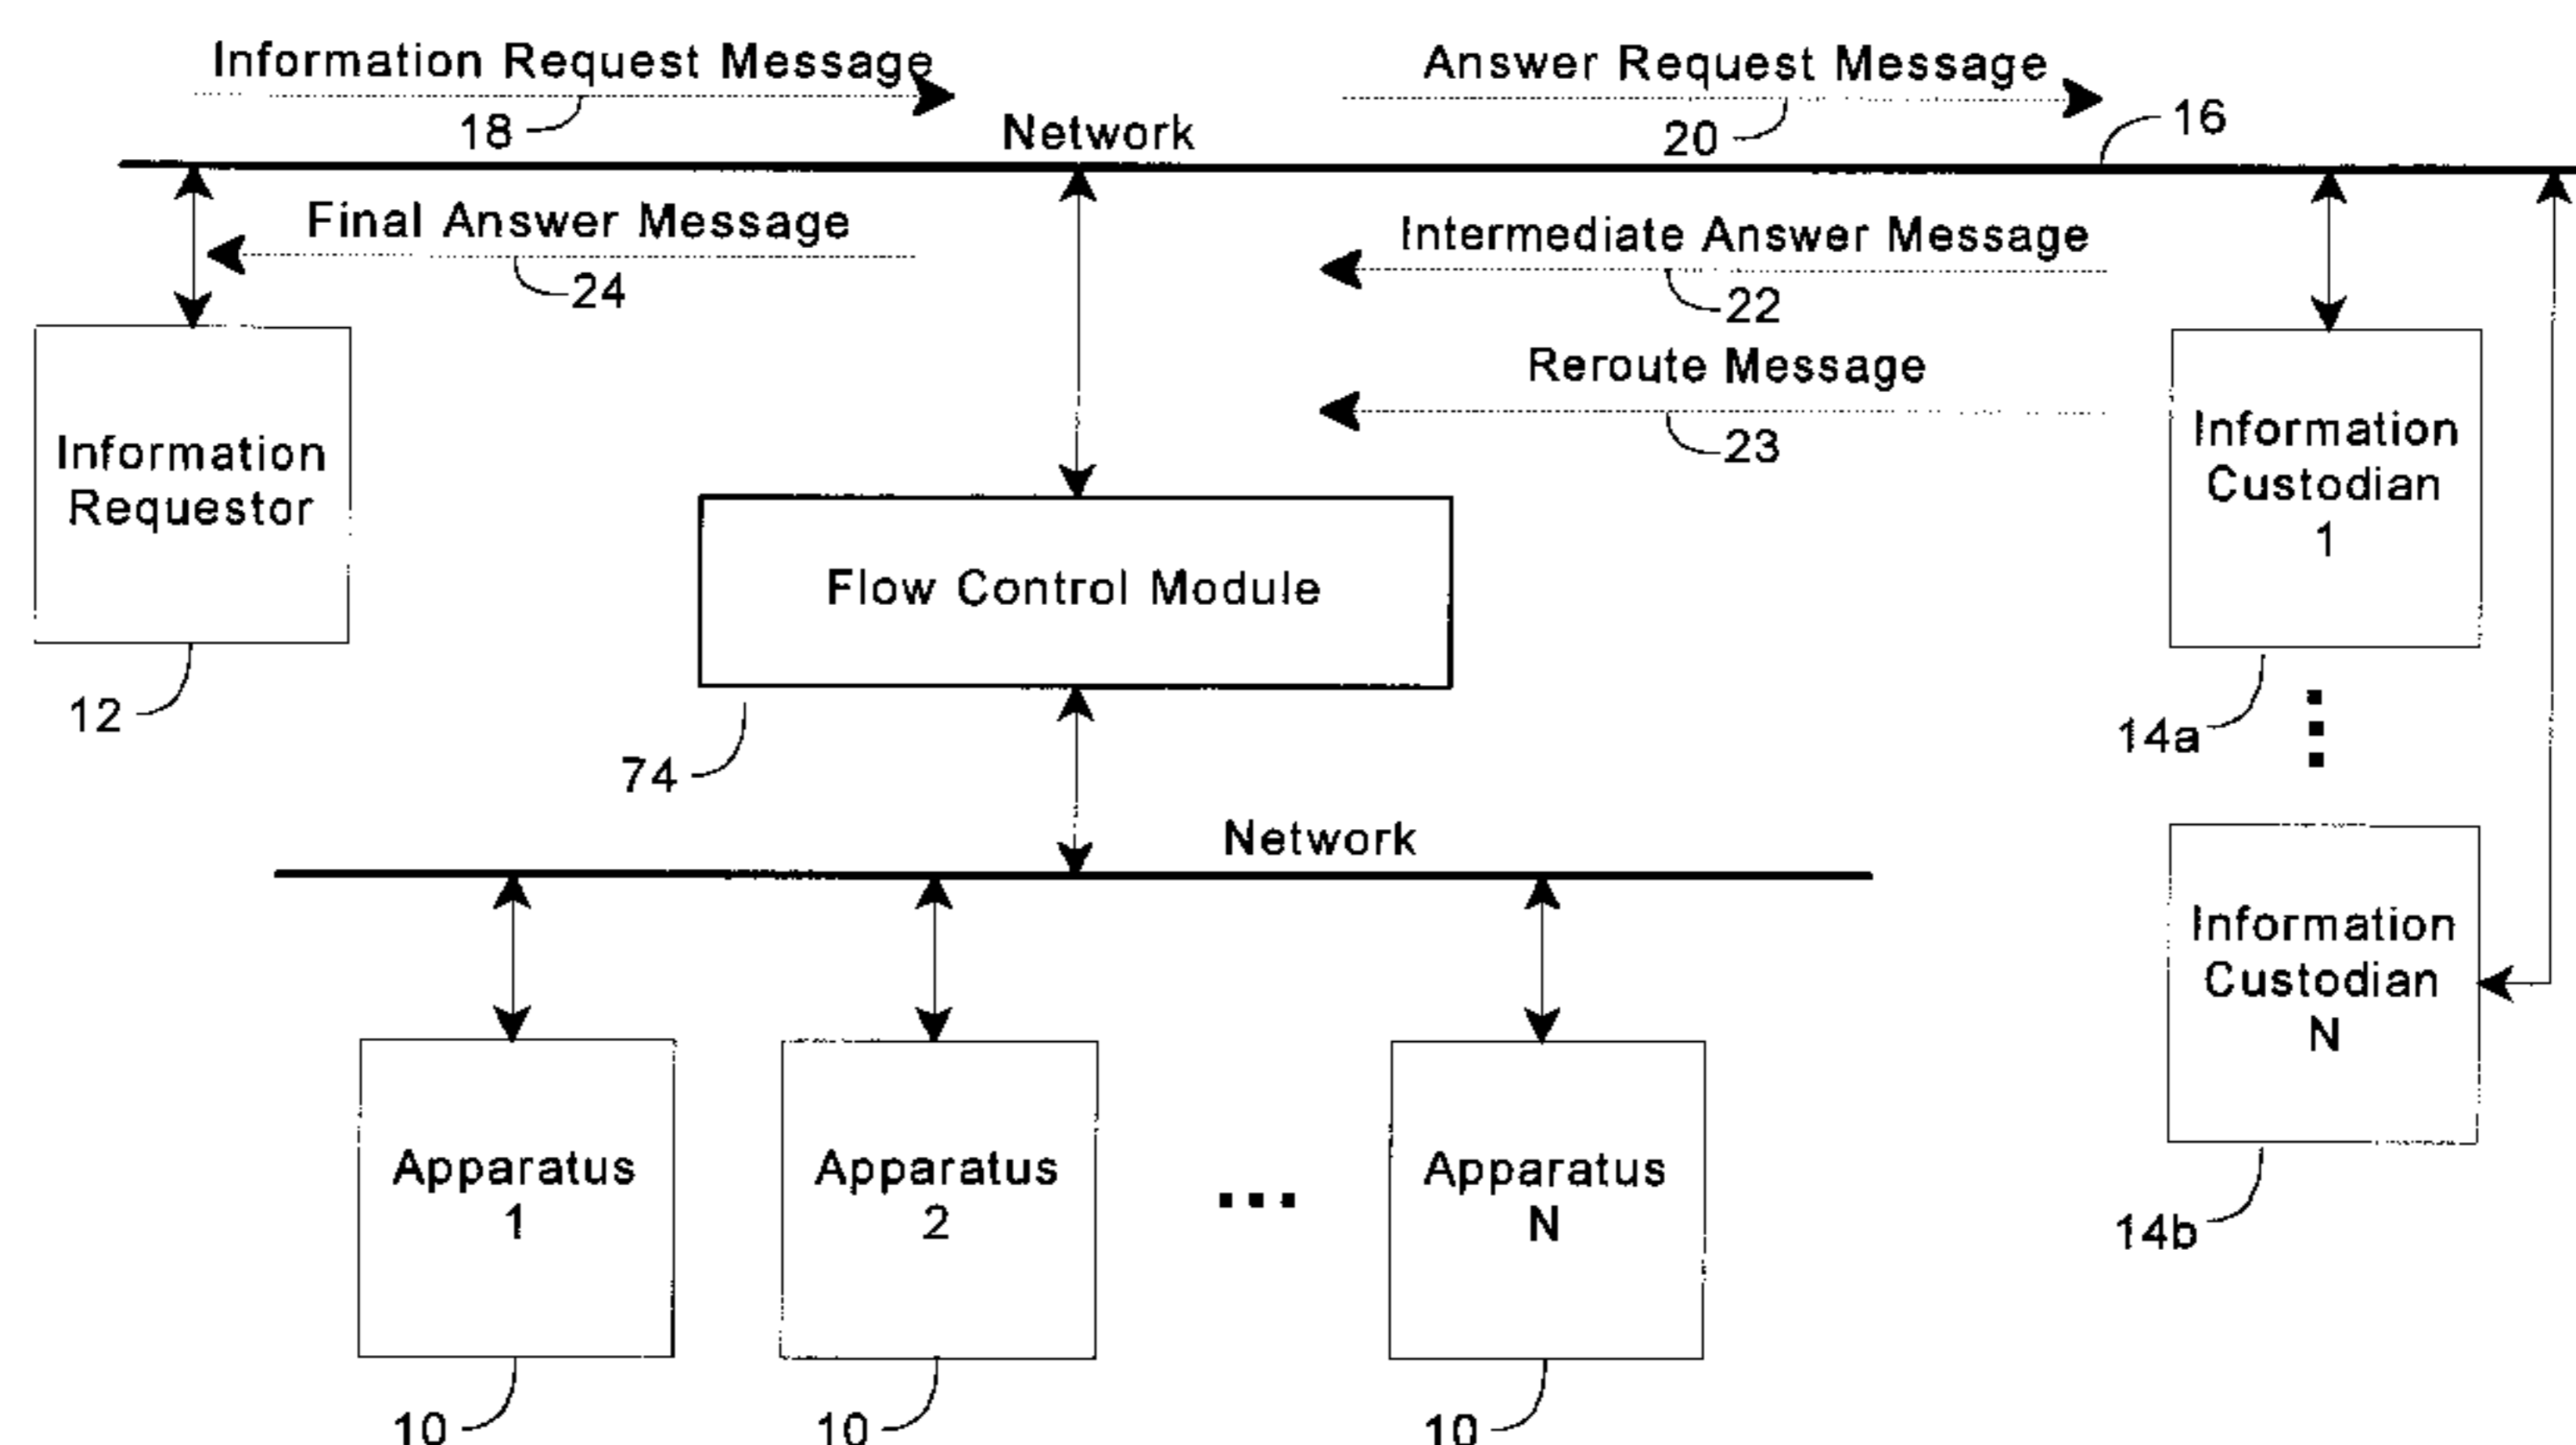 Information Request Message
Answer Request Message
18
Network
20
16
Final Answer Message
24
Intermediate Answer Message
22
Reroute Message
23
Information
Requestor
12
Flow Control Module
74
Information
Custodian
1
14a
Network
Information
Custodian
N
14b
Apparatus
1
10
Apparatus
2
10
Apparatus
N
10